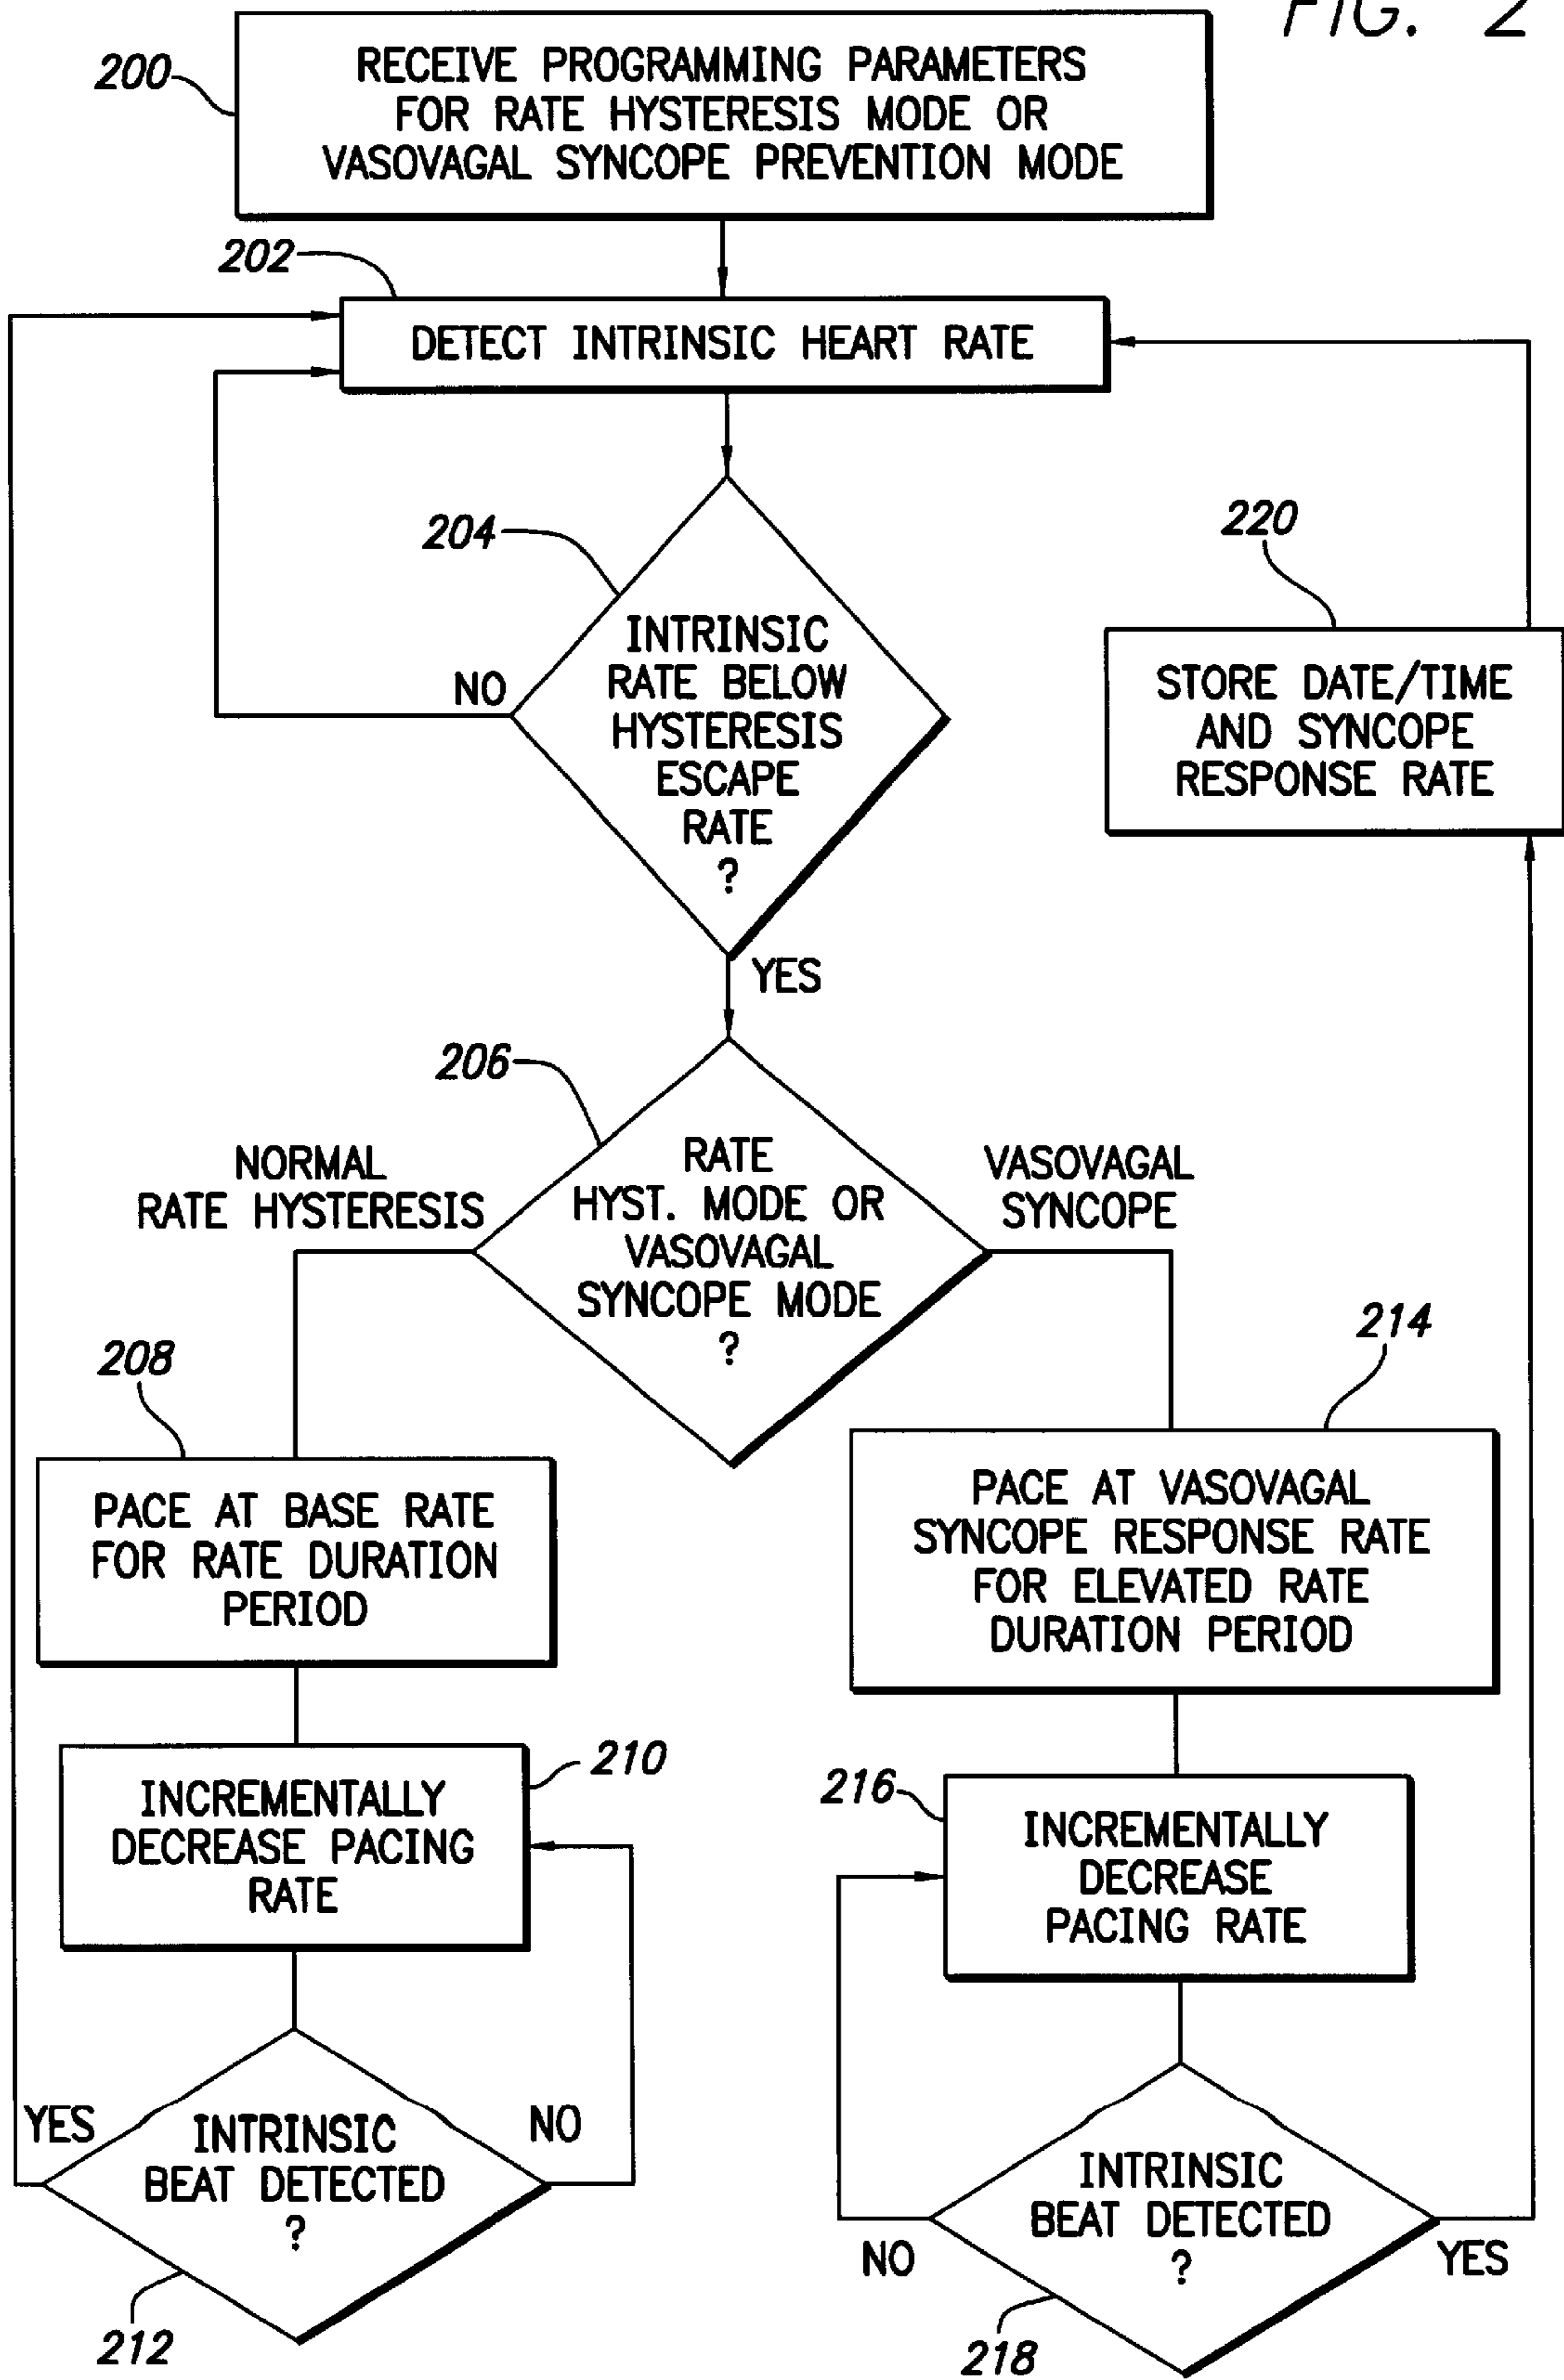 FIG. 2
200
RECEIVE PROGRAMMING PARAMETERS
FOR RATE HYSTERESIS MODE OR
VASOVAGAL SYNCOPE PREVENTION MODE
202
DETECT INTRINSIC HEART RATE
204
INTRINSIC
RATE BELOW
HYSTERESIS
ESCAPE
RATE
?
NO
YES
220
STORE DATE/TIME
AND SYNCOPE
RESPONSE RATE
206
RATE
HYST. MODE OR
VASOVAGAL
SYNCOPE MODE
?
NORMAL
RATE HYSTERESIS
VASOVAGAL
SYNCOPE
208
PACE AT BASE RATE
FOR RATE DURATION
PERIOD
214
PACE AT VASOVAGAL
SYNCOPE RESPONSE RATE
FOR ELEVATED RATE
DURATION PERIOD
210
INCREMENTALLY
DECREASE PACING
RATE
216
INCREMENTALLY
DECREASE
PACING RATE
YES
INTRINSIC
BEAT DETECTED
?
NO
212
INTRINSIC
BEAT DETECTED
?
NO
YES
218